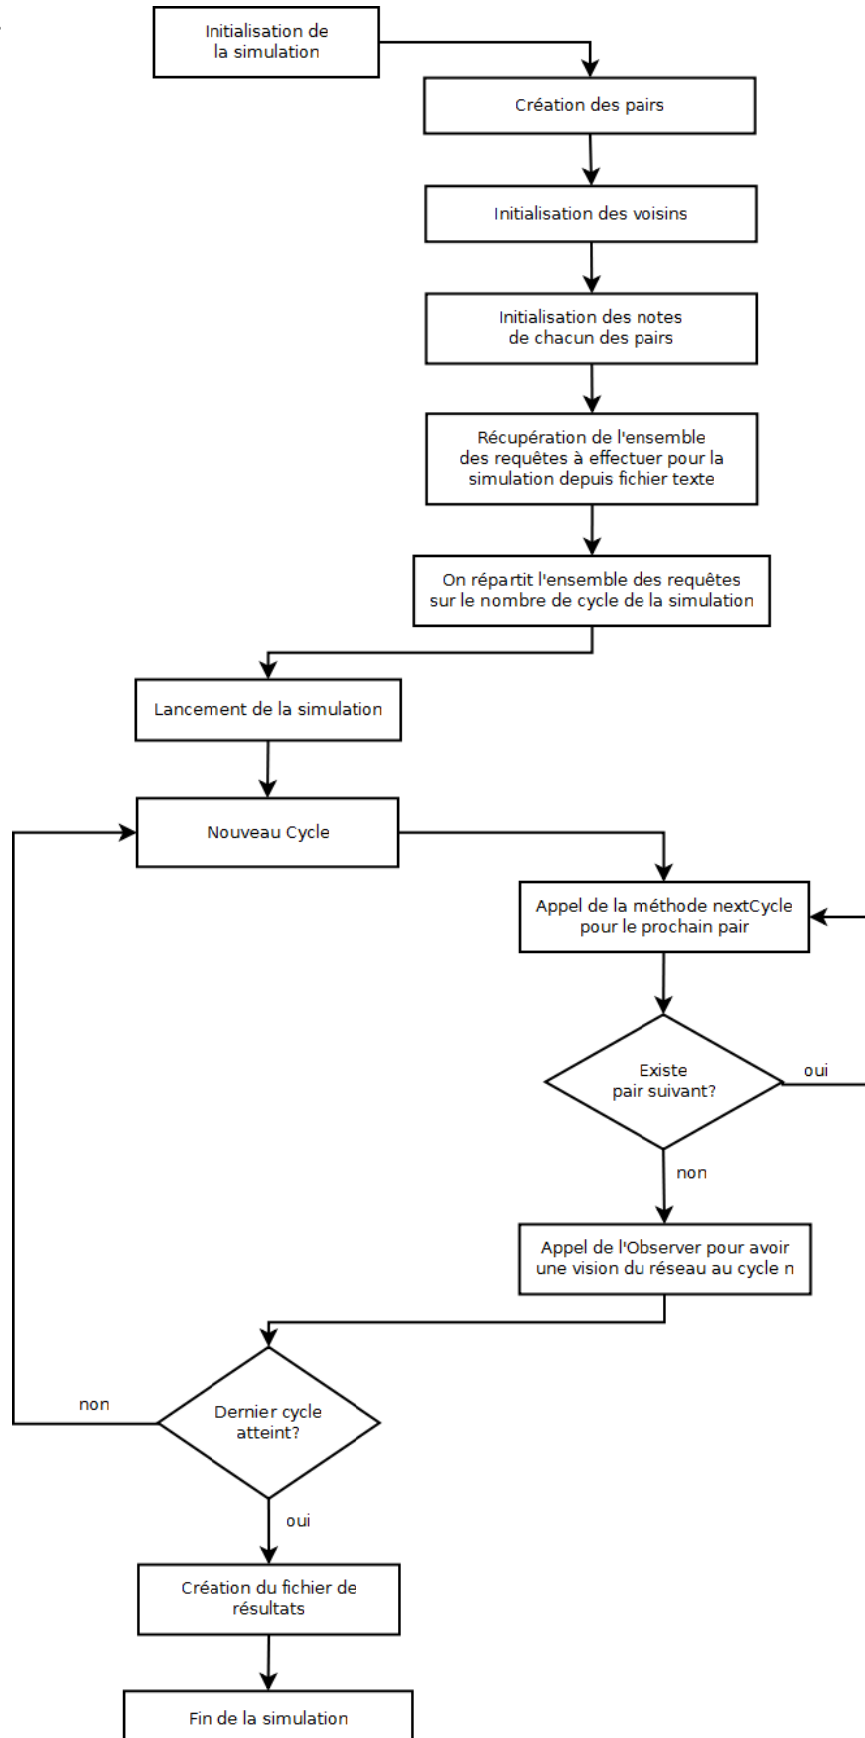 Initialisation de
la simulation
Création des pairs
Initialisation des voisins
Initialisation des notes
de chacun des pairs
Récupération de l'ensemble
des requêtes à effectuer pour la
simulation depuis fichier texte
On répartit l'ensemble des requêtes
sur le nombre de cycle de la simulation
Lancement de la simulation
Nouveau Cycle
Appel de la méthode nextCycle
pour le prochain pair
Existe
pair suivant?
oui
non
Appel de l'Observer pour avoir
une vision du réseau au cycle n
Dernier cycle
atteint?
non
oui
Création du fichier de
résultats
Fin de la simulation